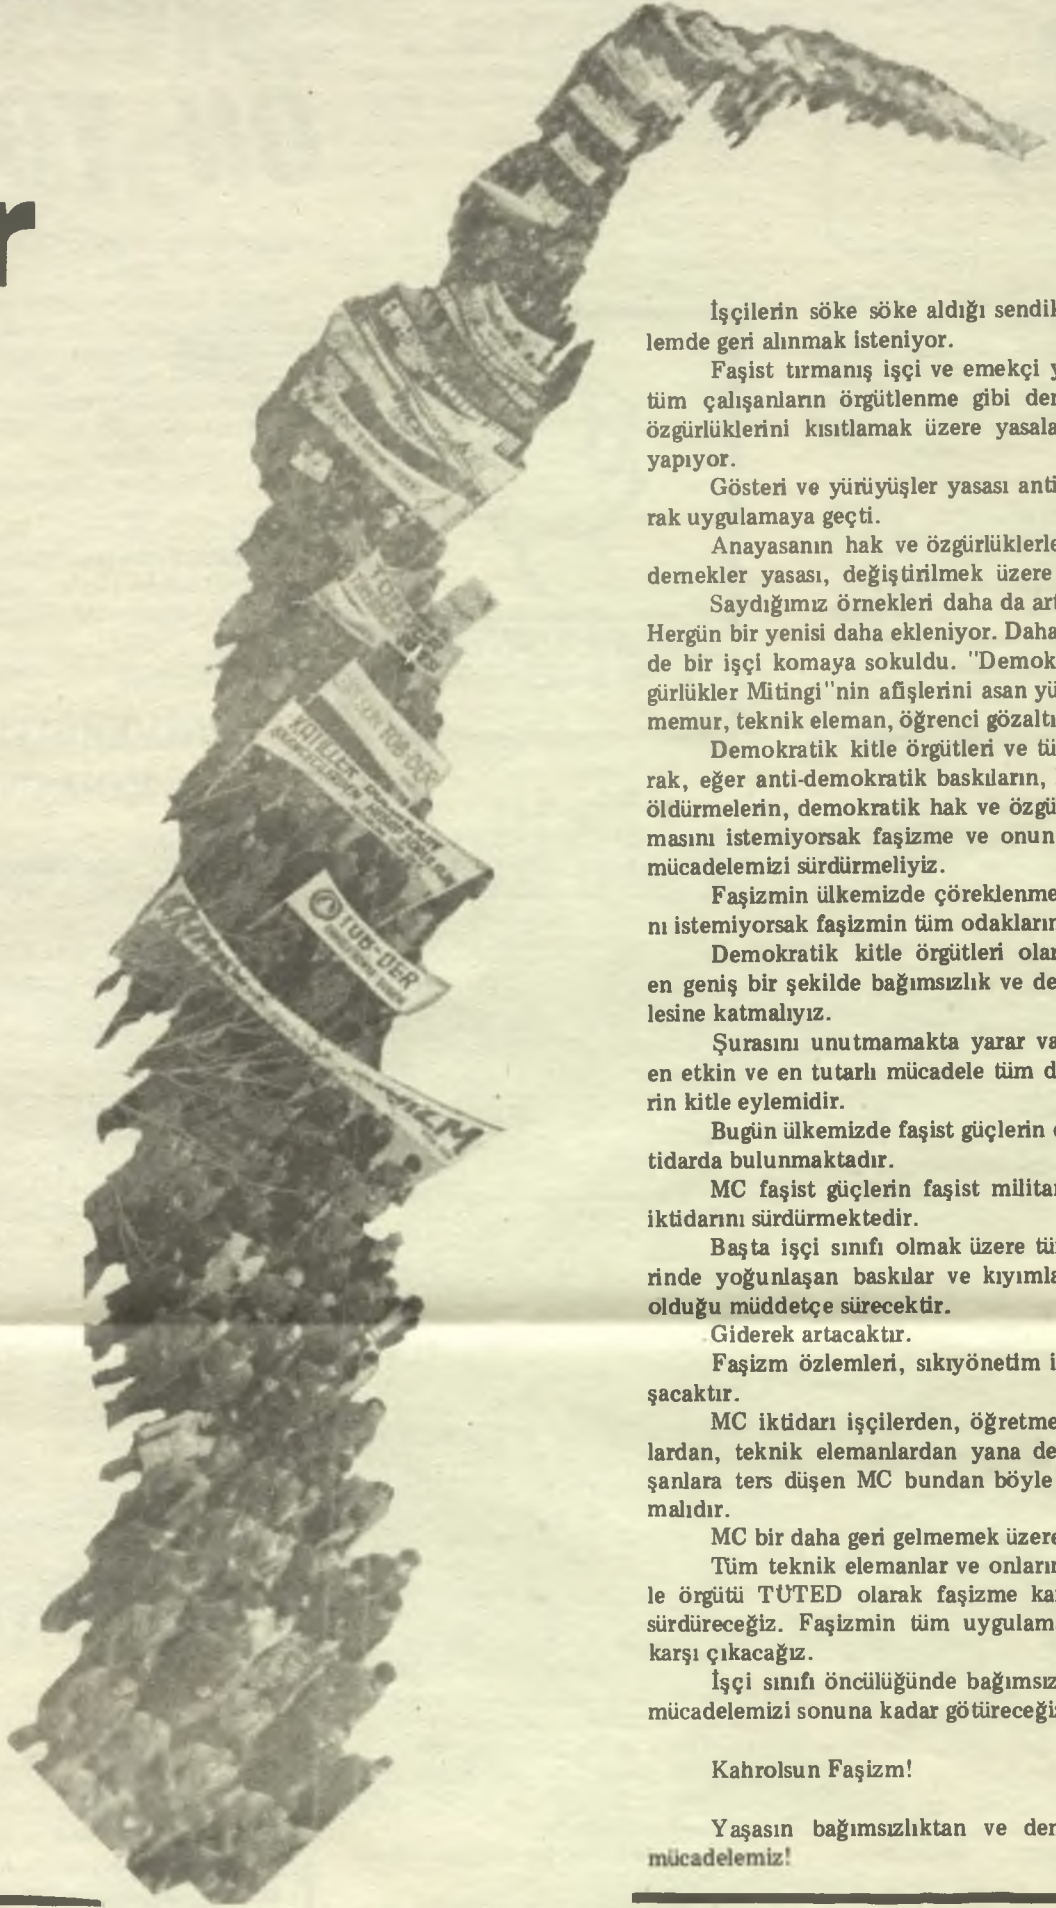 r
TÖB-DER
KATİLLER
TÖB-DER
İşçilerin söke söke aldığı sendik
lemde geri alınmak isteniyor.
Faşist tırmanış işçi ve emekçi y
tüm çalışanların örgütlenme gibi der
özgürlüklerini kısıtlamak üzere yasala
yapıyor.
Gösteri ve yürüyüşler yasası anti
rak uygulamaya geçti.
Anayasanın hak ve özgürlüklerle
dernekler yasası, değiştirilmek üzere
Saydığımız örnekleri daha da art
Hergün bir yenisi daha ekleniyor. Daha
de bir işçi komaya sokuldu. "Demok
gürlükler Mitingi"nin afişlerini asan yü
memur, teknik eleman, öğrenci gözaltı
Demokratik kitle örgütleri ve tü
rak, eğer anti-demokratik baskıların,
öldürmelerin, demokratik hak ve özgü
masını istemiyorsak faşizme ve onun
mücadelemizi sürdürmeliyiz.
Faşizmin ülkemizde çöreklenme
nı istemiyorsak faşizmin tüm odakların
Demokratik kitle örgütleri olar
en geniş bir şekilde bağımsızlık ve de
lesine katmalıyız.
Şurasını unutmamakta yarar va
en etkin ve en tutarlı mücadele tüm d
rin kitle eylemidir.
Bugün ülkemizde faşist güçlerin
tidarda bulunmaktadır.
MC faşist güçlerin faşist militar
iktidarını sürdürmektedir.
Başta işçi sınıfı olmak üzere tü
rinde yoğunlaşan baskılar ve kıyımla
olduğu müddetçe sürecektir.
Giderek artacaktır.
Faşizm özlemleri, sıkıyönetim i
şacaktır.
MC iktidarı işçilerden, öğretme
lardan, teknik elemanlardan yana de
şanlara ters düşen MC bundan böyle
malıdır.
MC bir daha geri gelmemek üzere
Tüm teknik elemanlar ve onların
le örgütü TÜTED olarak faşizme ka
sürdüreceğiz. Faşizmin tüm uygulam
karşı çıkacağız.
İşçi sınıfı öncülüğünde bağımsız
mücadelemizi sonuna kadar götüreceğiz
Kahrolsun Faşizm!
Yaşasın bağımsızlıktan ve der
mücadelemiz!